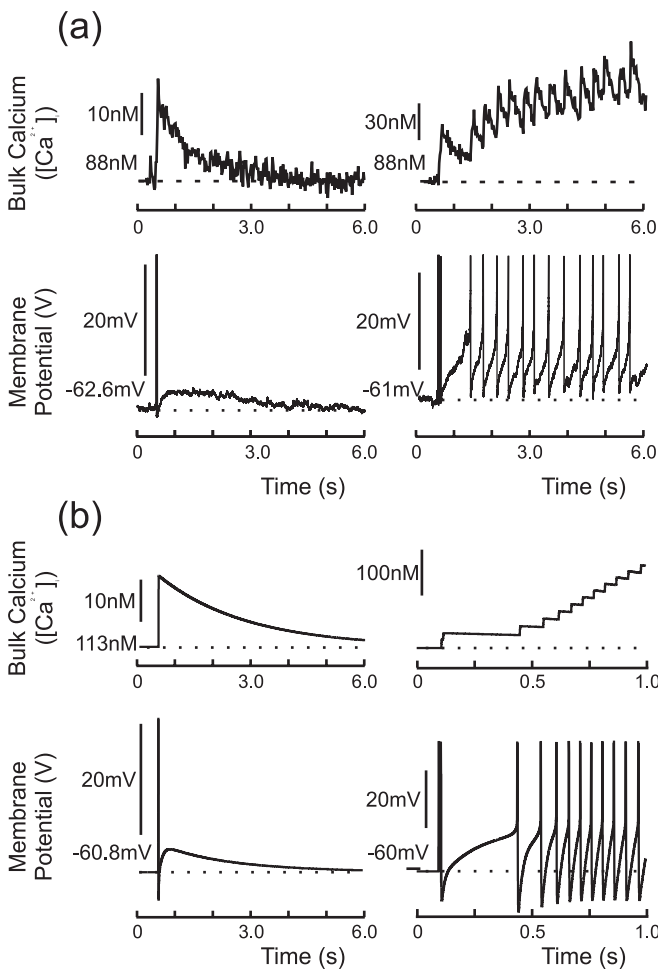 (a)
Bulk Calcium
([Ca²⁺]ᵢ)
10nM
88nM
0 3.0 6.0
30nM
88nM
0 3.0 6.0
Membrane
Potential (V)
20mV
-62.6mV
0 3.0 6.0
20mV
-61mV
0 3.0 6.0
Time (s) Time (s)
(b)
Bulk Calcium
([Ca²⁺]ᵢ)
10nM
113nM
0 3.0 6.0
100nM
0 0.5 1.0
Membrane
Potential (V)
20mV
-60.8mV
0 3.0 6.0
20mV
-60mV
0 0.5 1.0
Time (s) Time (s)